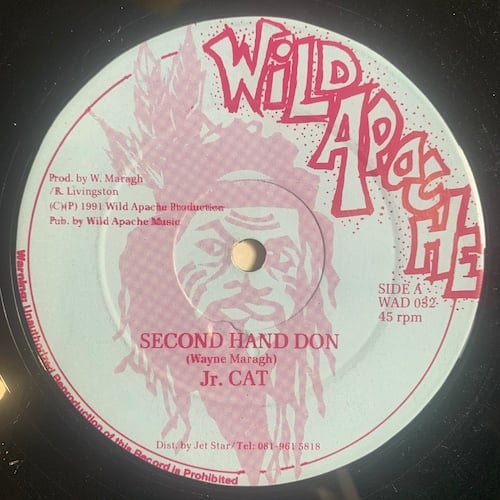 WILD APACHE
Prod. by W. Maragh
/R. Livingston
(C)(P) 1991 Wild Apache Production
Pub. by Wild Apache Music
SIDE A
WAD 032
45 rpm
SECOND HAND DON
(Wayne Maragh)
Jr. CAT
Dist. by Jet Star/Tel: 081-961 5818
Warning: Unauthorized Reproduction of this Record is Prohibited